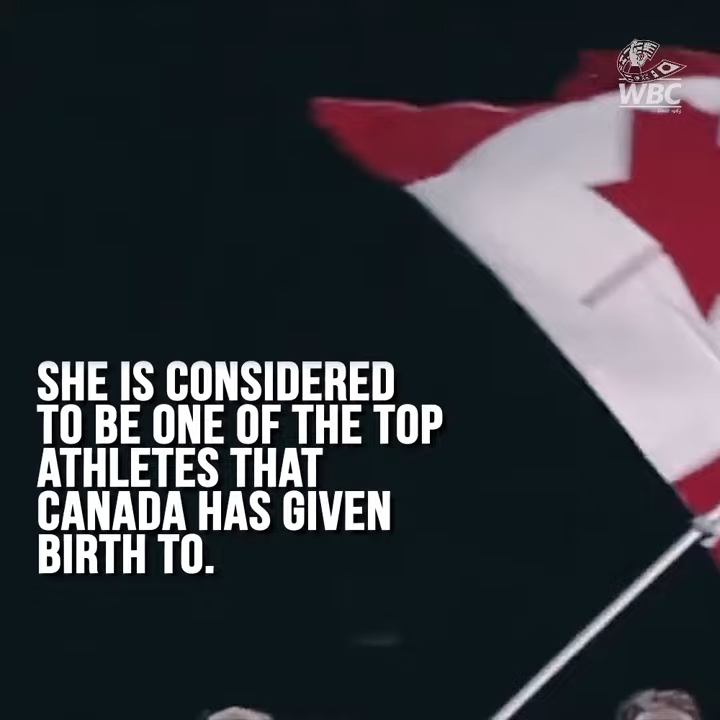 WBC
SHE IS CONSIDERED
TO BE ONE OF THE TOP
ATHLETES THAT
CANADA HAS GIVEN
BIRTH TO.